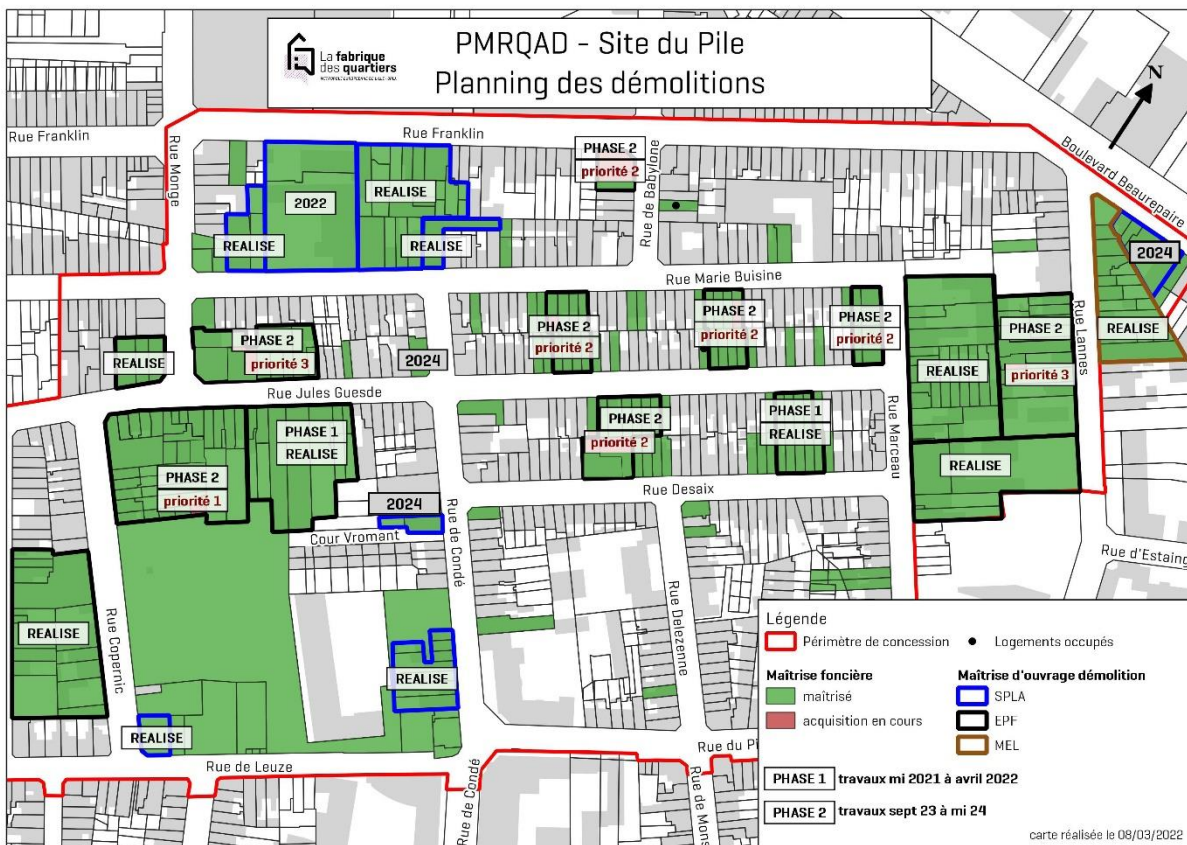 La fabrique
des quartiers
PMRQAD - Site du Pile
Planning des démolitions
N
Rue Franklin
Rue Franklin
Rue Monge
Boulevard Beaurepaire
PHASE 2
priorité 2
Rue de Babylone
2022
REALISE
REALISE
REALISE
2024
REALISE
Rue Marie Buisine
Rue Lannes
REALISE
PHASE 2
priorité 3
2024
PHASE 2
priorité 2
PHASE 2
priorité 2
PHASE 2
priorité 2
REALISE
PHASE 2
priorité 3
Rue Jules Guesde
PHASE 2
priorité 1
PHASE 1
REALISE
PHASE 2
priorité 2
PHASE 1
REALISE
Rue Marceau
REALISE
Rue Desaix
2024
Cour Vromant
Rue de Condé
Rue d'Estaing
REALISE
Rue Copernic
REALISE
REALISE
Rue Delezenne
Rue de Leuze
Rue de Condé
Rue du Pi
Rue de Mons
Légende
Périmètre de concession
Logements occupés
Maîtrise foncière
maîtrisé
acquisition en cours
Maîtrise d'ouvrage démolition
SPLA
EPF
MEL
PHASE 1 travaux mi 2021 à avril 2022
PHASE 2 travaux sept 23 à mi 24
carte réalisée le 08/03/2022